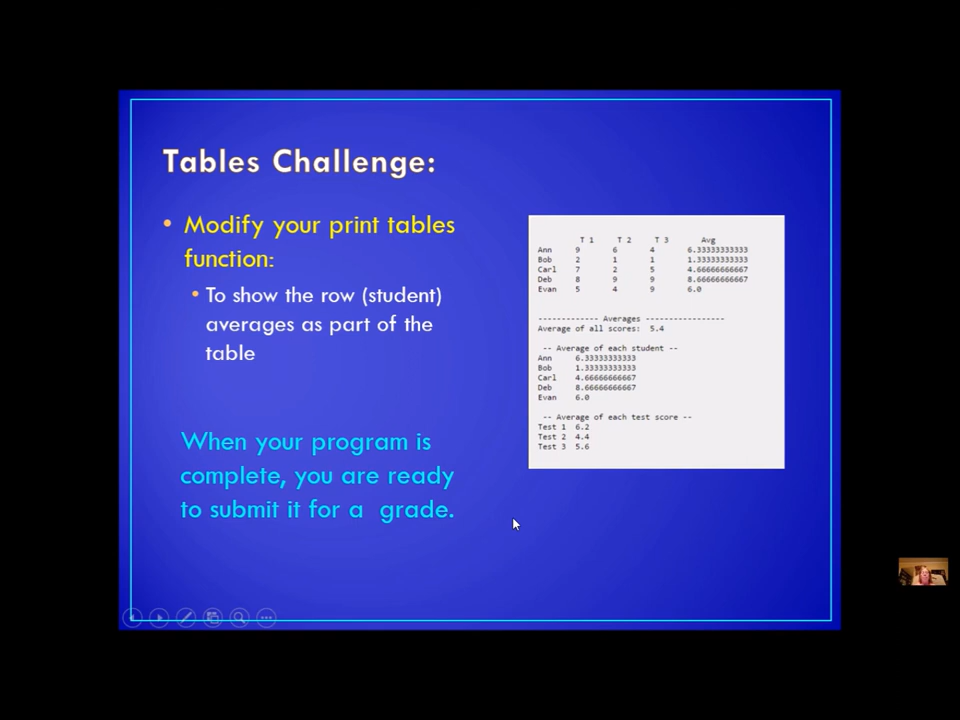 Tables Challenge:
• Modify your print tables
function:
• To show the row (student)
averages as part of the
table
When your program is
complete, you are ready
to submit it for a grade.
T 1 T 2 T 3 Avg
Ann 9 6 4 6.33333333333
Bob 2 1 1 1.33333333333
Carl 7 2 5 4.66666666667
Deb 8 9 9 8.66666666667
Evan 5 4 9 6.0
------------ Averages -----------------
Average of all scores: 5.4
-- Average of each student --
Ann 6.33333333333
Bob 1.33333333333
Carl 4.66666666667
Deb 8.66666666667
Evan 6.0
-- Average of each test score --
Test 1 6.2
Test 2 4.4
Test 3 5.6